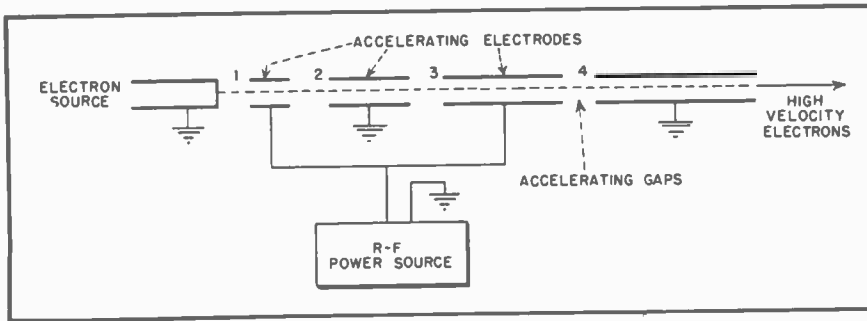 ACCELERATING ELECTRODES
1 2 3 4
ELECTRON
SOURCE
HIGH
VELOCITY
ELECTRONS
ACCELERATING GAPS
R-F
POWER SOURCE